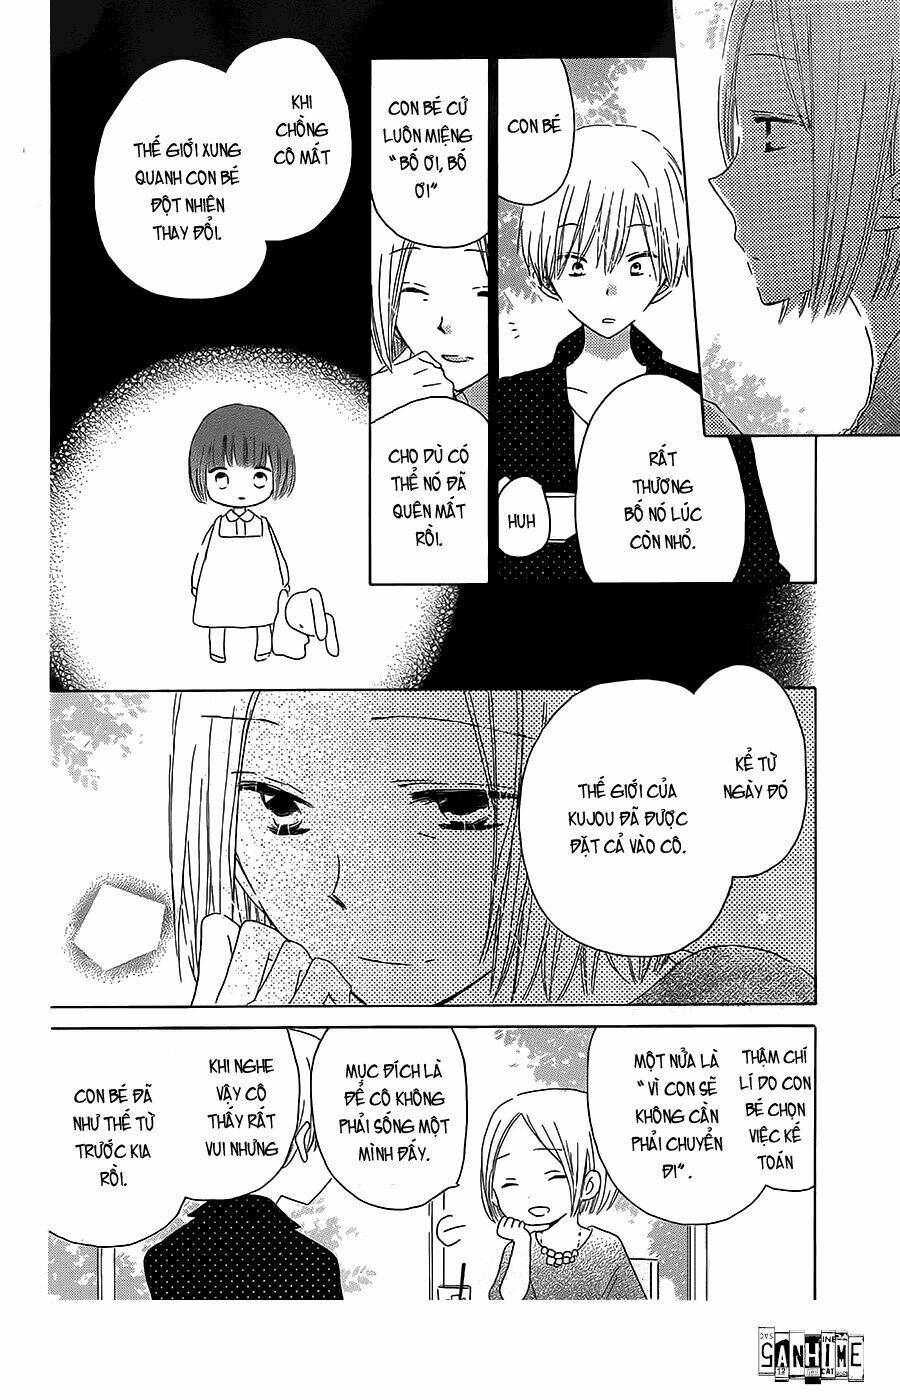 CON BÉ
RẤT
THƯƠNG
BỐ NÓ LÚC
CÒN NHỎ.
HUH
CON BÉ CỨ
LUÔN MIỆNG
"BỐ ƠI, BỐ
ƠI"
CHO DÙ CÓ
THỂ NÓ ĐÃ
QUÊN MẤT
RỒI.
KHI
CHỒNG
CÔ MẤT
THẾ GIỚI XUNG
QUANH CON BÉ
ĐỘT NHIÊN
THAY ĐỔI.
KỂ TỪ
NGÀY ĐÓ
THẾ GIỚI CỦA
KUJOU ĐÃ ĐƯỢC
ĐẶT CẢ VÀO CÔ.
THẬM CHÍ
LÍ DO CON
BÉ CHỌN
VIỆC KẾ
TOÁN
MỘT NỬA LÀ
"VÌ CON SẼ
KHÔNG CẦN
PHẢI CHUYỂN
ĐI".
MỤC ĐÍCH LÀ
ĐỂ CÔ KHÔNG
PHẢI SỐNG MỘT
MÌNH ĐẤY.
KHI NGHE
VẬY CÔ
THẤY RẤT
VUI NHƯNG
CON BÉ ĐÃ
NHƯ THẾ TỪ
TRƯỚC KIA
RỒI.
SANHIME